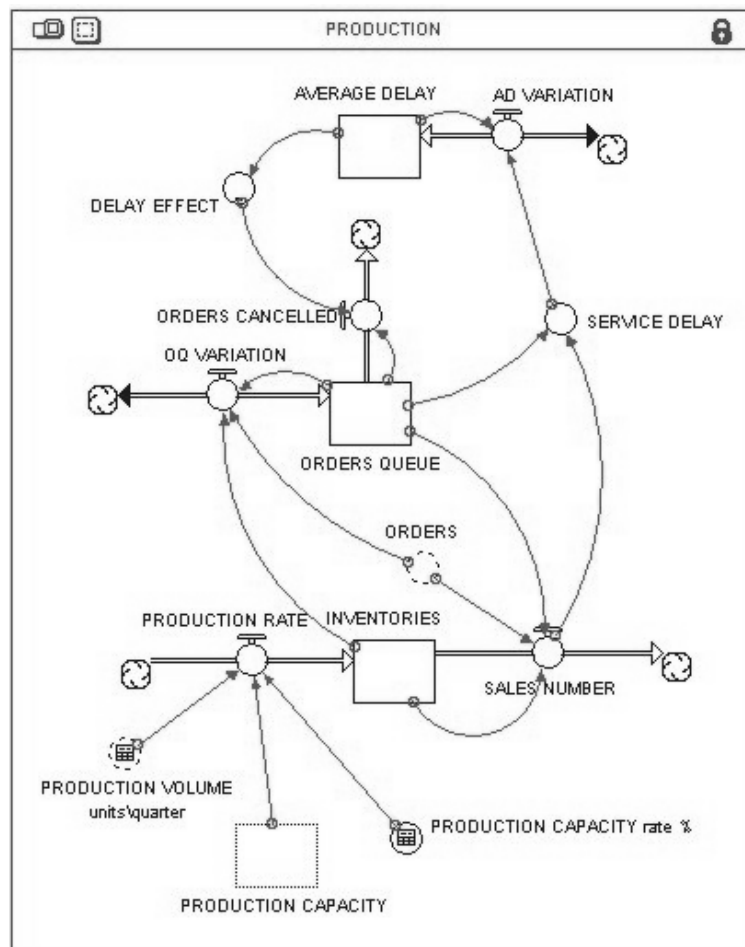 PRODUCTION
AVERAGE DELAY
AD VARIATION
DELAY EFFECT
ORDERS CANCELLED
SERVICE DELAY
OQ VARIATION
ORDERS QUEUE
ORDERS
PRODUCTION RATE
INVENTORIES
SALES NUMBER
PRODUCTION VOLUME
units\quarter
PRODUCTION CAPACITY rate %
PRODUCTION CAPACITY